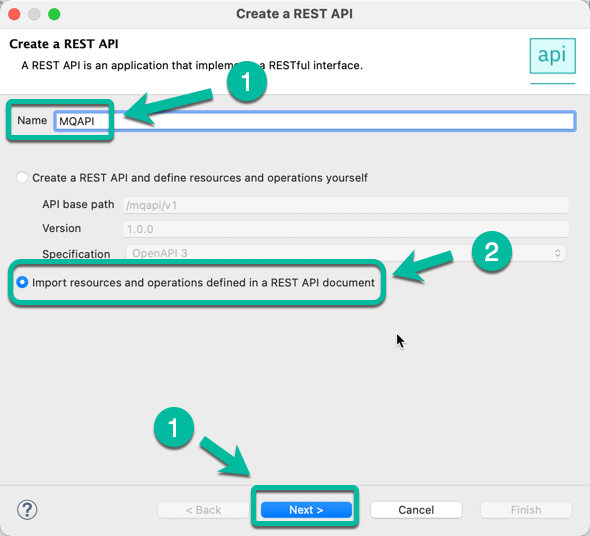 Create a REST API
Create a REST API
A REST API is an application that impleme a RESTful interface.
api
1
Name MQAPI
Create a REST API and define resources and operations yourself
API base path /mqapi/v1
Version 1.0.0
Specification OpenAPI 3
2
Import resources and operations defined in a REST API document
1
? < Back Next > Cancel Finish